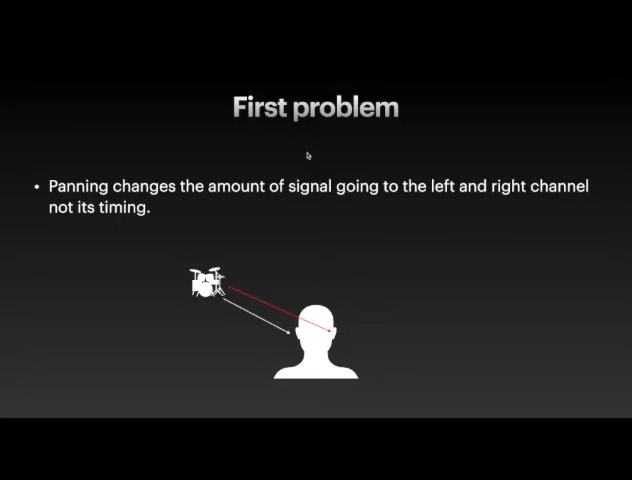 First problem
• Panning changes the amount of signal going to the left and right channel
not its timing.